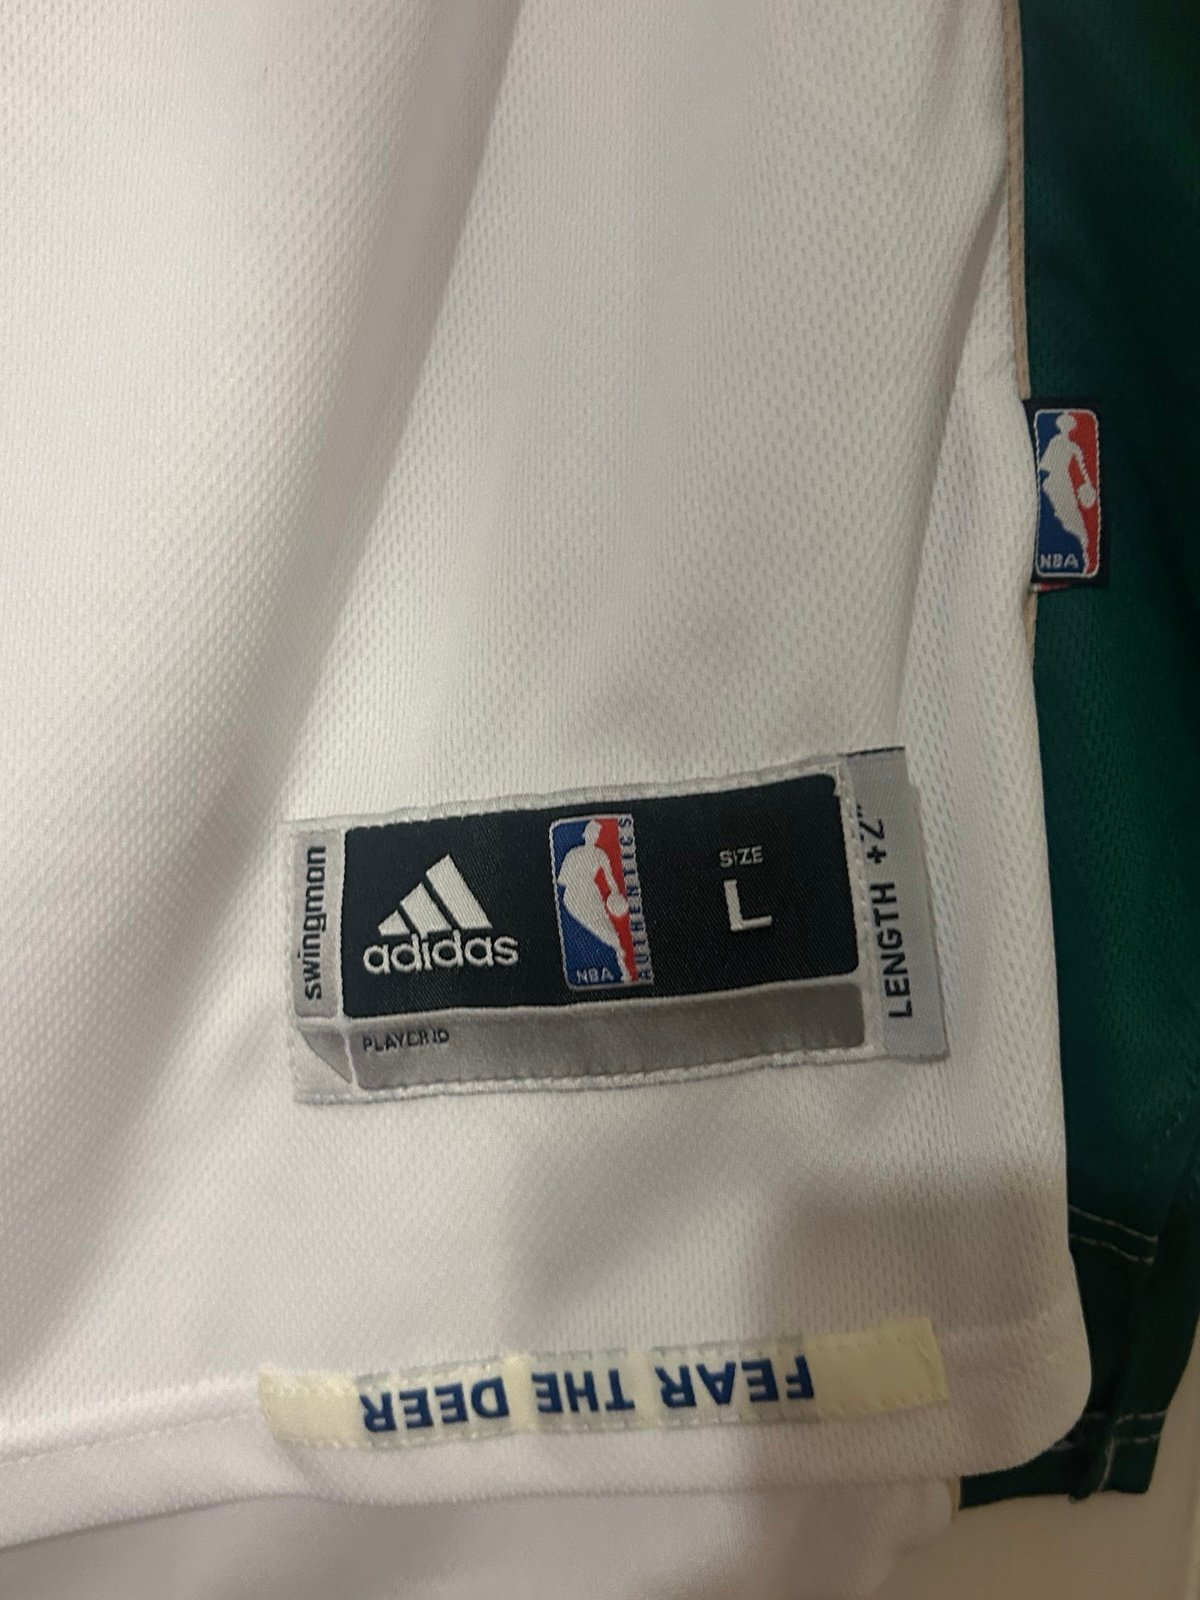 NBA
swingman
adidas
NBA
AUTHENTICS
SIZE
L
LENGTH +2"
PLAYER ID
FEAR THE DEER